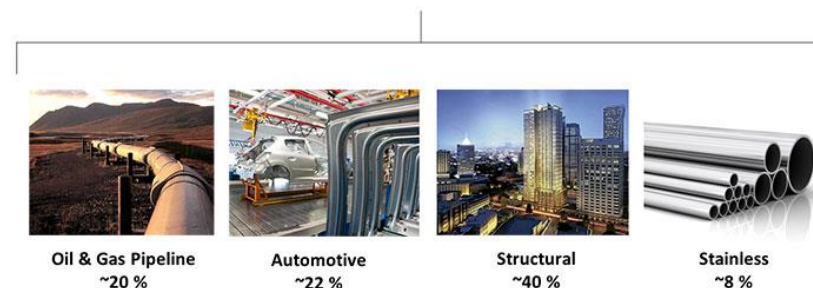 Oil & Gas Pipeline
~20 %
Automotive
~22 %
Structural
~40 %
Stainless
~8 %